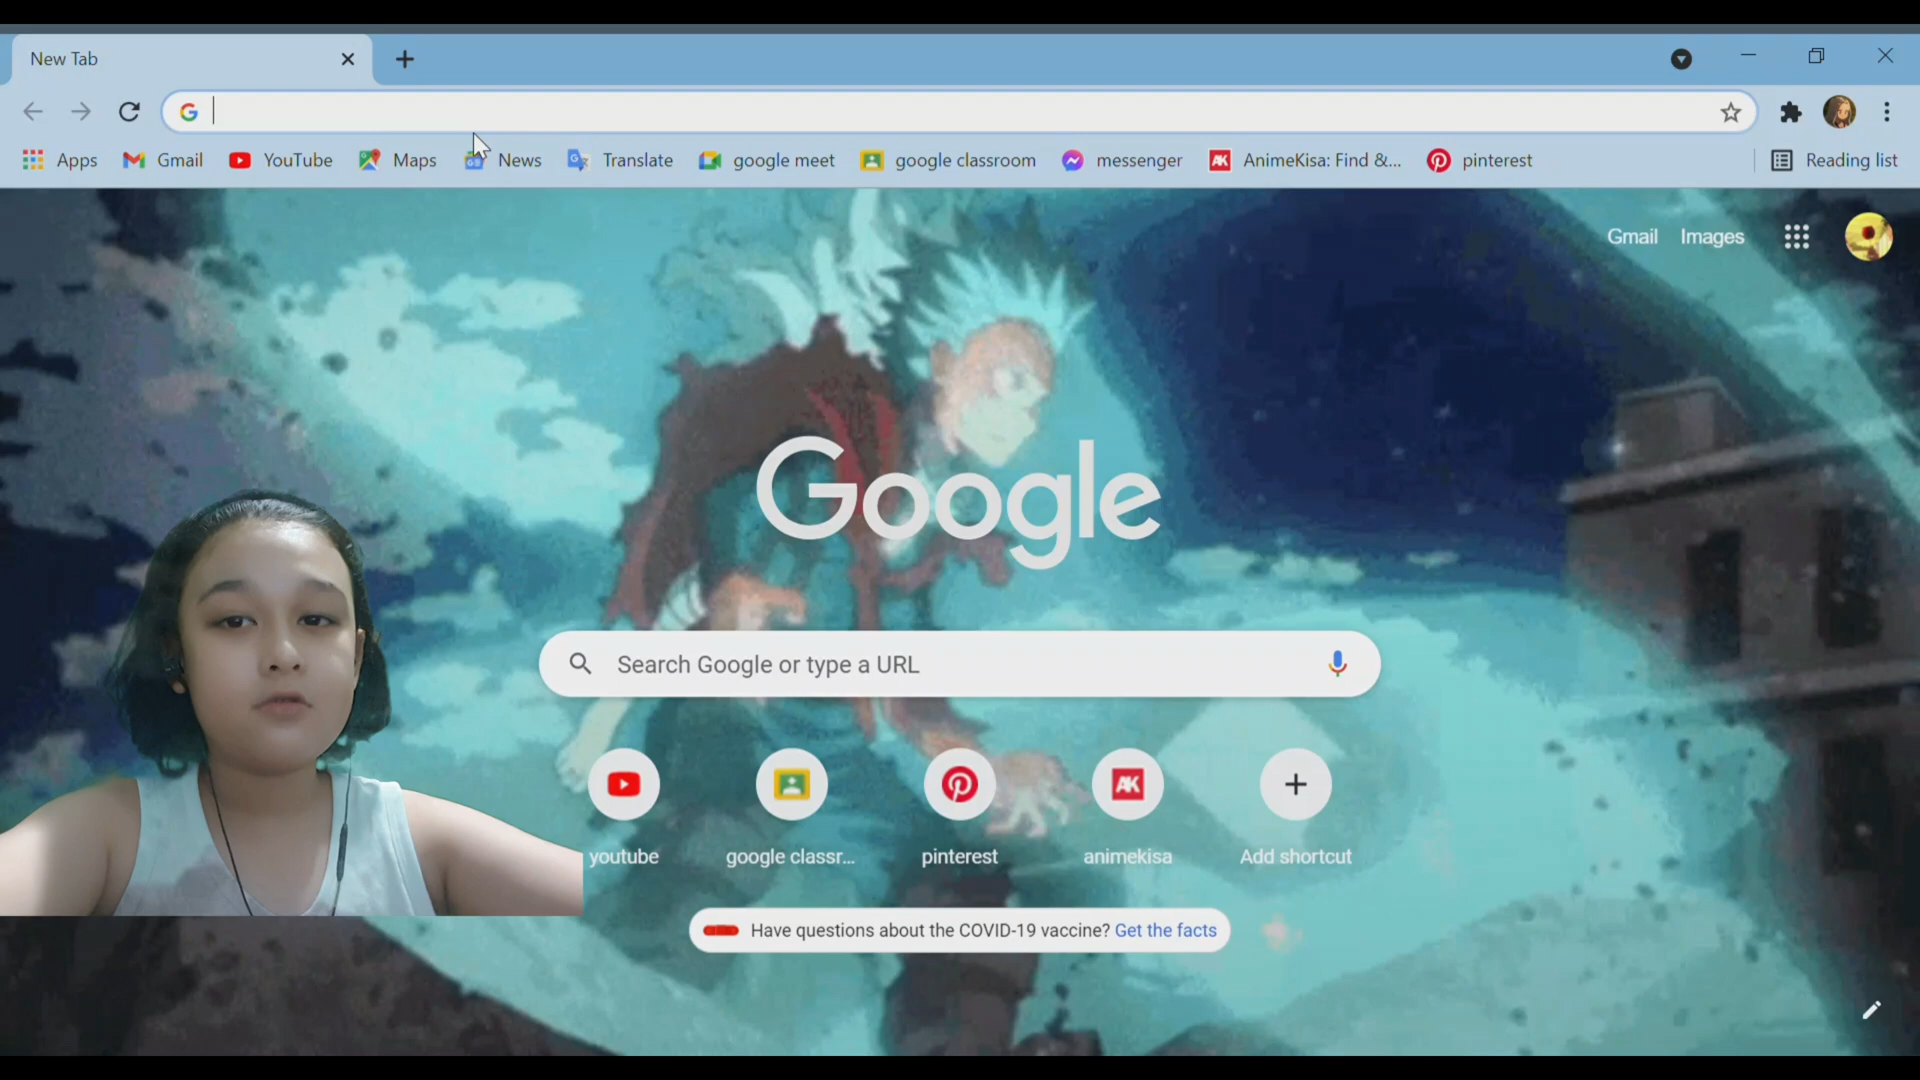 New Tab
Apps Gmail YouTube Maps News Translate google meet google classroom messenger AnimeKisa: Find &... pinterest Reading list
Gmail Images
Google
Search Google or type a URL
AK
youtube google classr... pinterest animekisa Add shortcut
Have questions about the COVID-19 vaccine? Get the facts